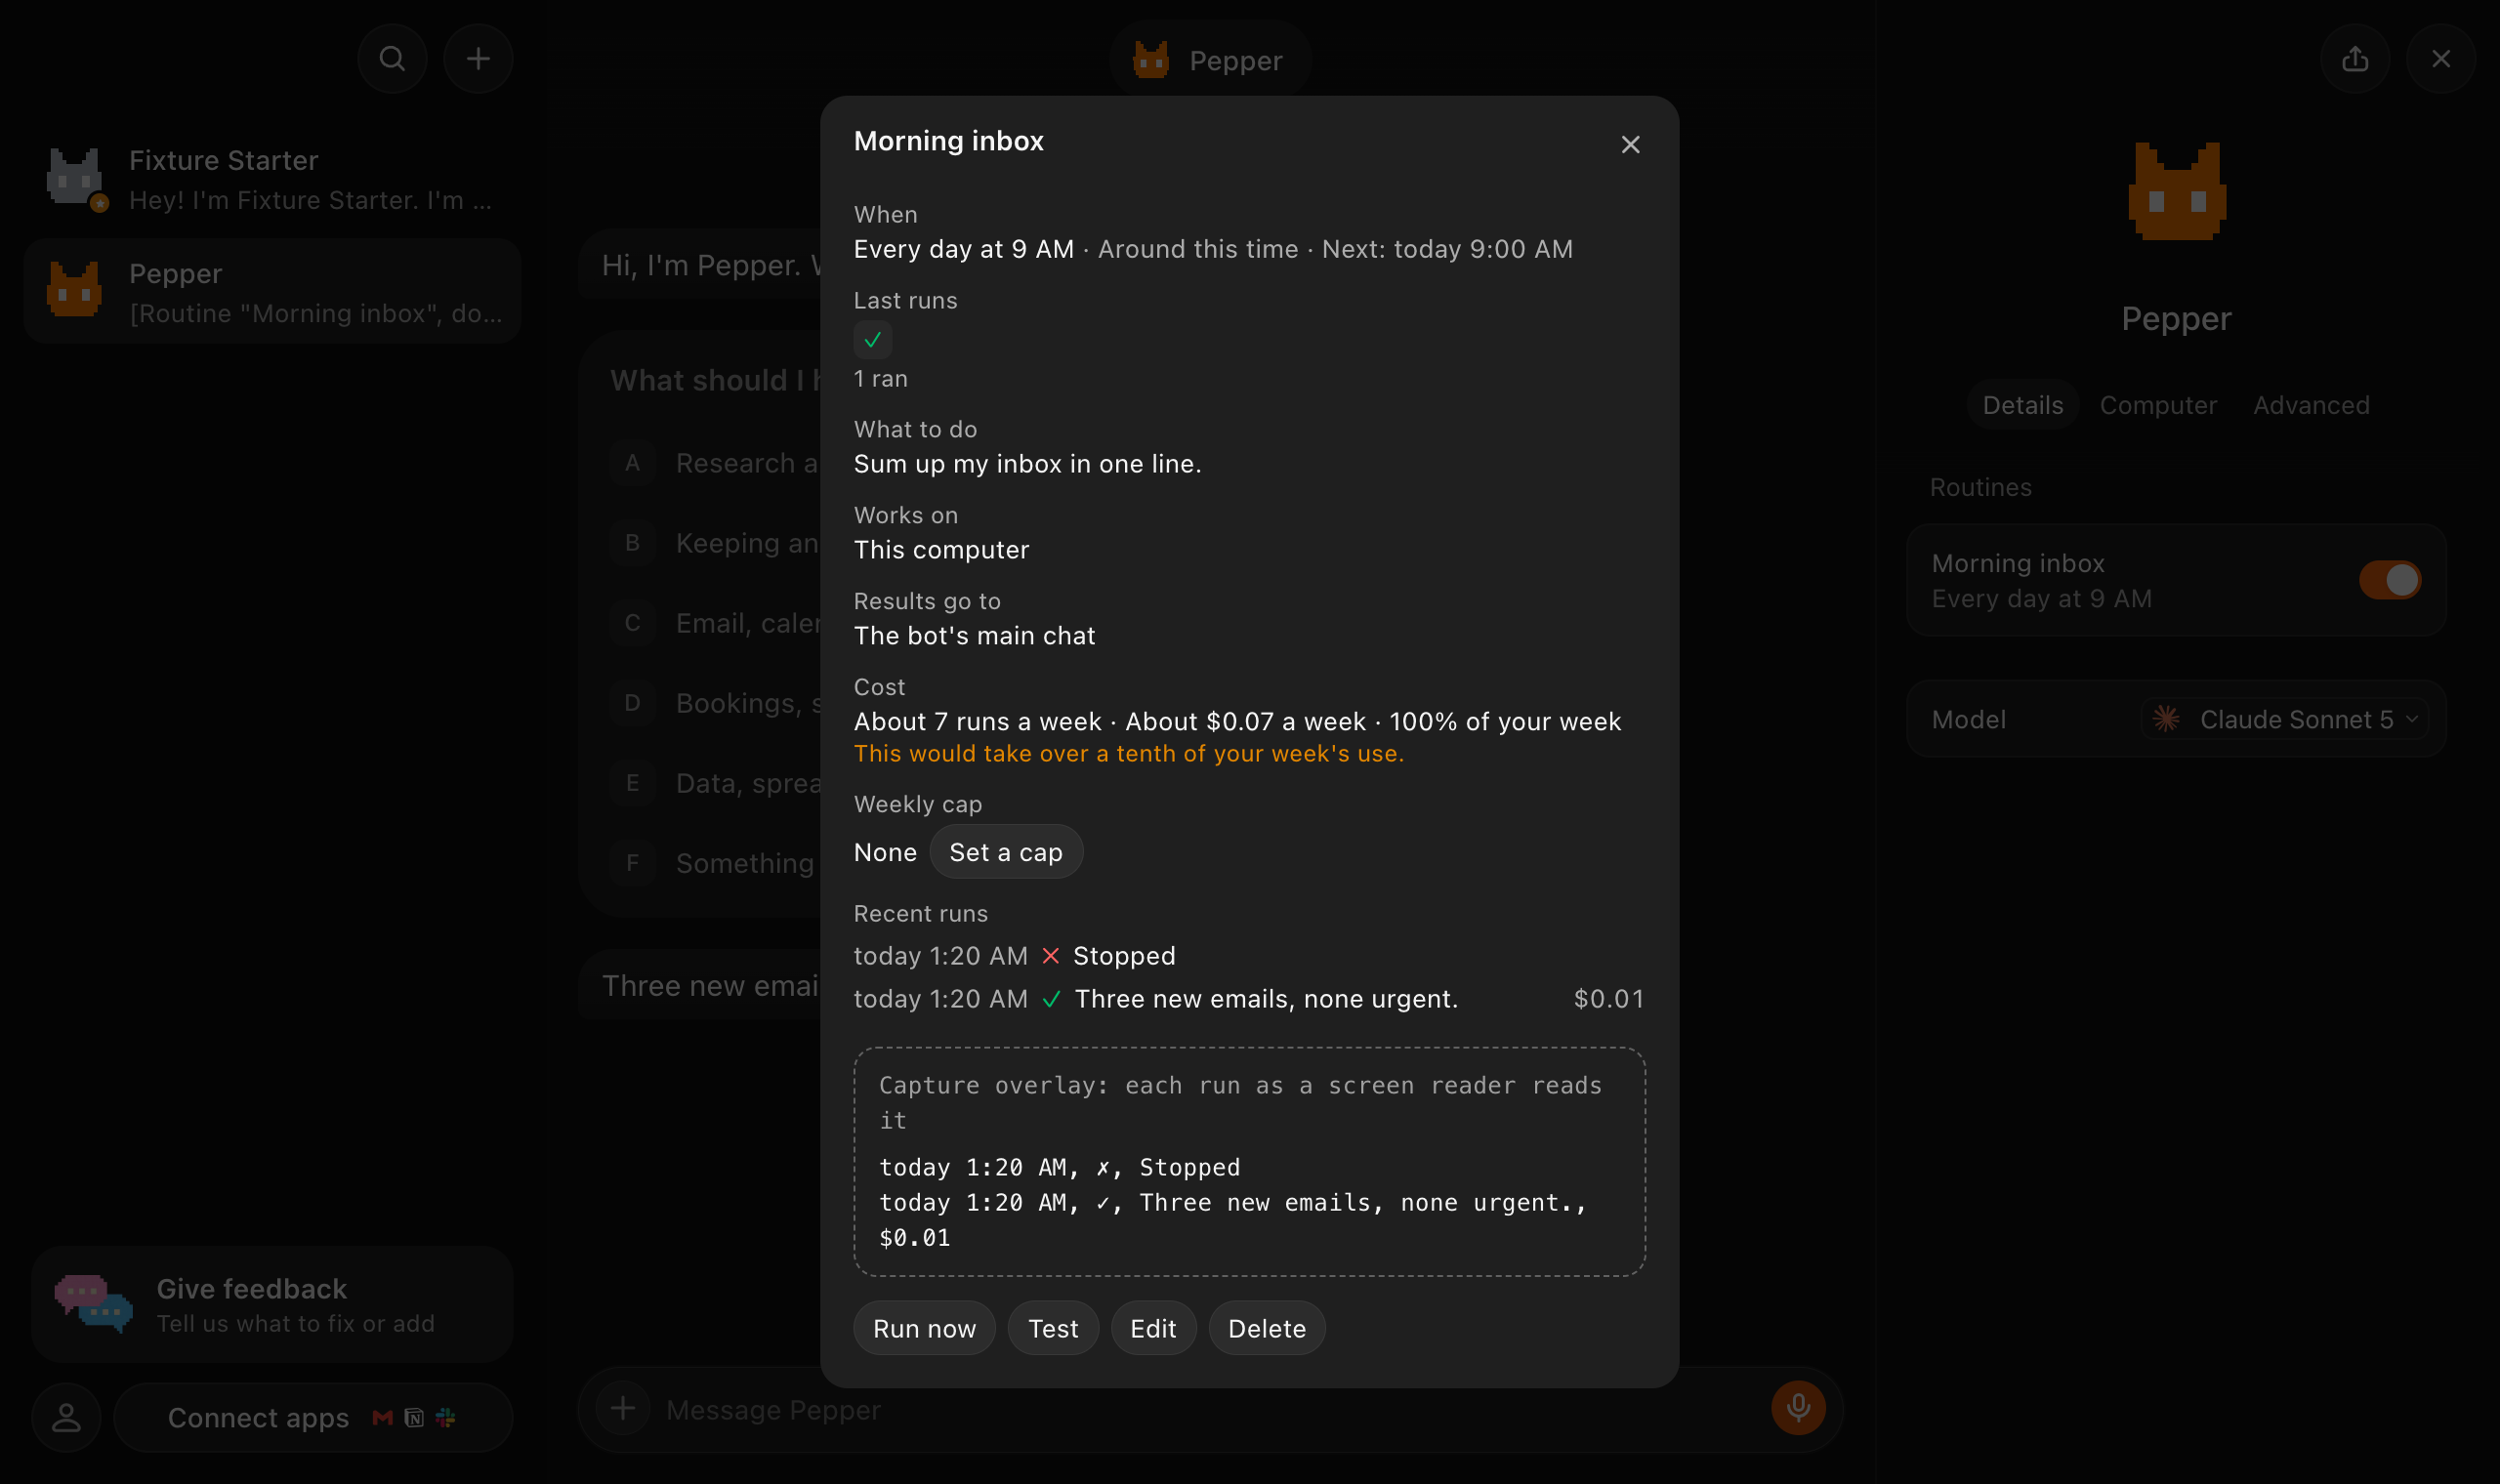 Fixture Starter
Hey! I'm Fixture Starter. I'm ...
Pepper
[Routine "Morning inbox", do...
Give feedback
Tell us what to fix or add
Connect apps
Pepper
Hi, I'm Pepper.
What should I
A Research a
B Keeping an
C Email, caler
D Bookings, s
E Data, sprea
F Something
Three new emai
Message Pepper
Morning inbox
When
Every day at 9 AM · Around this time · Next: today 9:00 AM
Last runs
✓
1 ran
What to do
Sum up my inbox in one line.
Works on
This computer
Results go to
The bot's main chat
Cost
About 7 runs a week · About $0.07 a week · 100% of your week
This would take over a tenth of your week's use.
Weekly cap
None Set a cap
Recent runs
today 1:20 AM ✗ Stopped
today 1:20 AM ✓ Three new emails, none urgent. $0.01
Capture overlay: each run as a screen reader reads
it
today 1:20 AM, ✗, Stopped
today 1:20 AM, ✓, Three new emails, none urgent.,
$0.01
Run now Test Edit Delete
Pepper
Details Computer Advanced
Routines
Morning inbox
Every day at 9 AM
Model Claude Sonnet 5